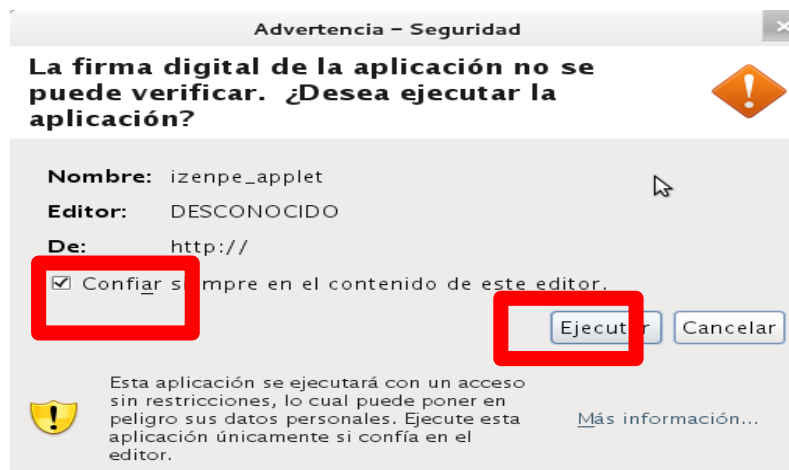 Advertencia – Seguridad
La firma digital de la aplicación no se
puede verificar. ¿Desea ejecutar la
aplicación?
Nombre: izenpe_applet
Editor: DESCONOCIDO
De: http://
Confiar siempre en el contenido de este editor.
Ejecutar Cancelar
Esta aplicación se ejecutará con un acceso
sin restricciones, lo cual puede poner en
peligro sus datos personales. Ejecute esta
aplicación únicamente si confía en el
editor.
Más información...